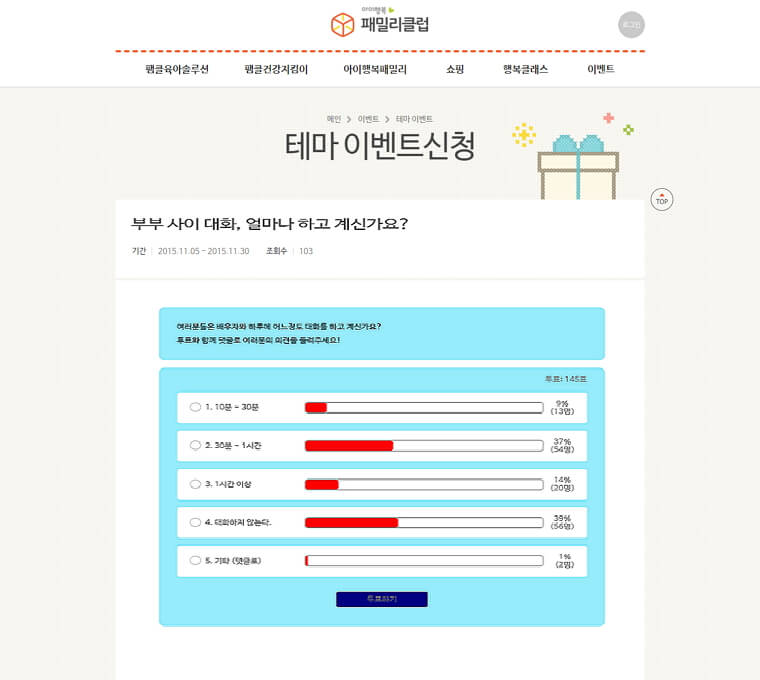 아이행복
패밀리클럽
로그인
팸클육아솔루션 팸클건강지킴이 아이행복패밀리 쇼핑 행복클래스 이벤트
메인 > 이벤트 > 테마 이벤트
테마 이벤트신청
TOP
부부 사이 대화, 얼마나 하고 계신가요?
기간 2015.11.05 ~ 2015.11.30 조회수 103
여러분들은 배우자와 하루에 어느정도 대화를 하고 계신가요?
투표와 함께 댓글로 여러분의 의견을 들려주세요!
투표: 145표
1. 10분 ~ 30분
9%
(13명)
2. 30분 ~ 1시간
37%
(54명)
3. 1시간 이상
14%
(20명)
4. 대화하지 않는다.
39%
(56명)
5. 기타 (댓글로)
1%
(2명)
투표하기